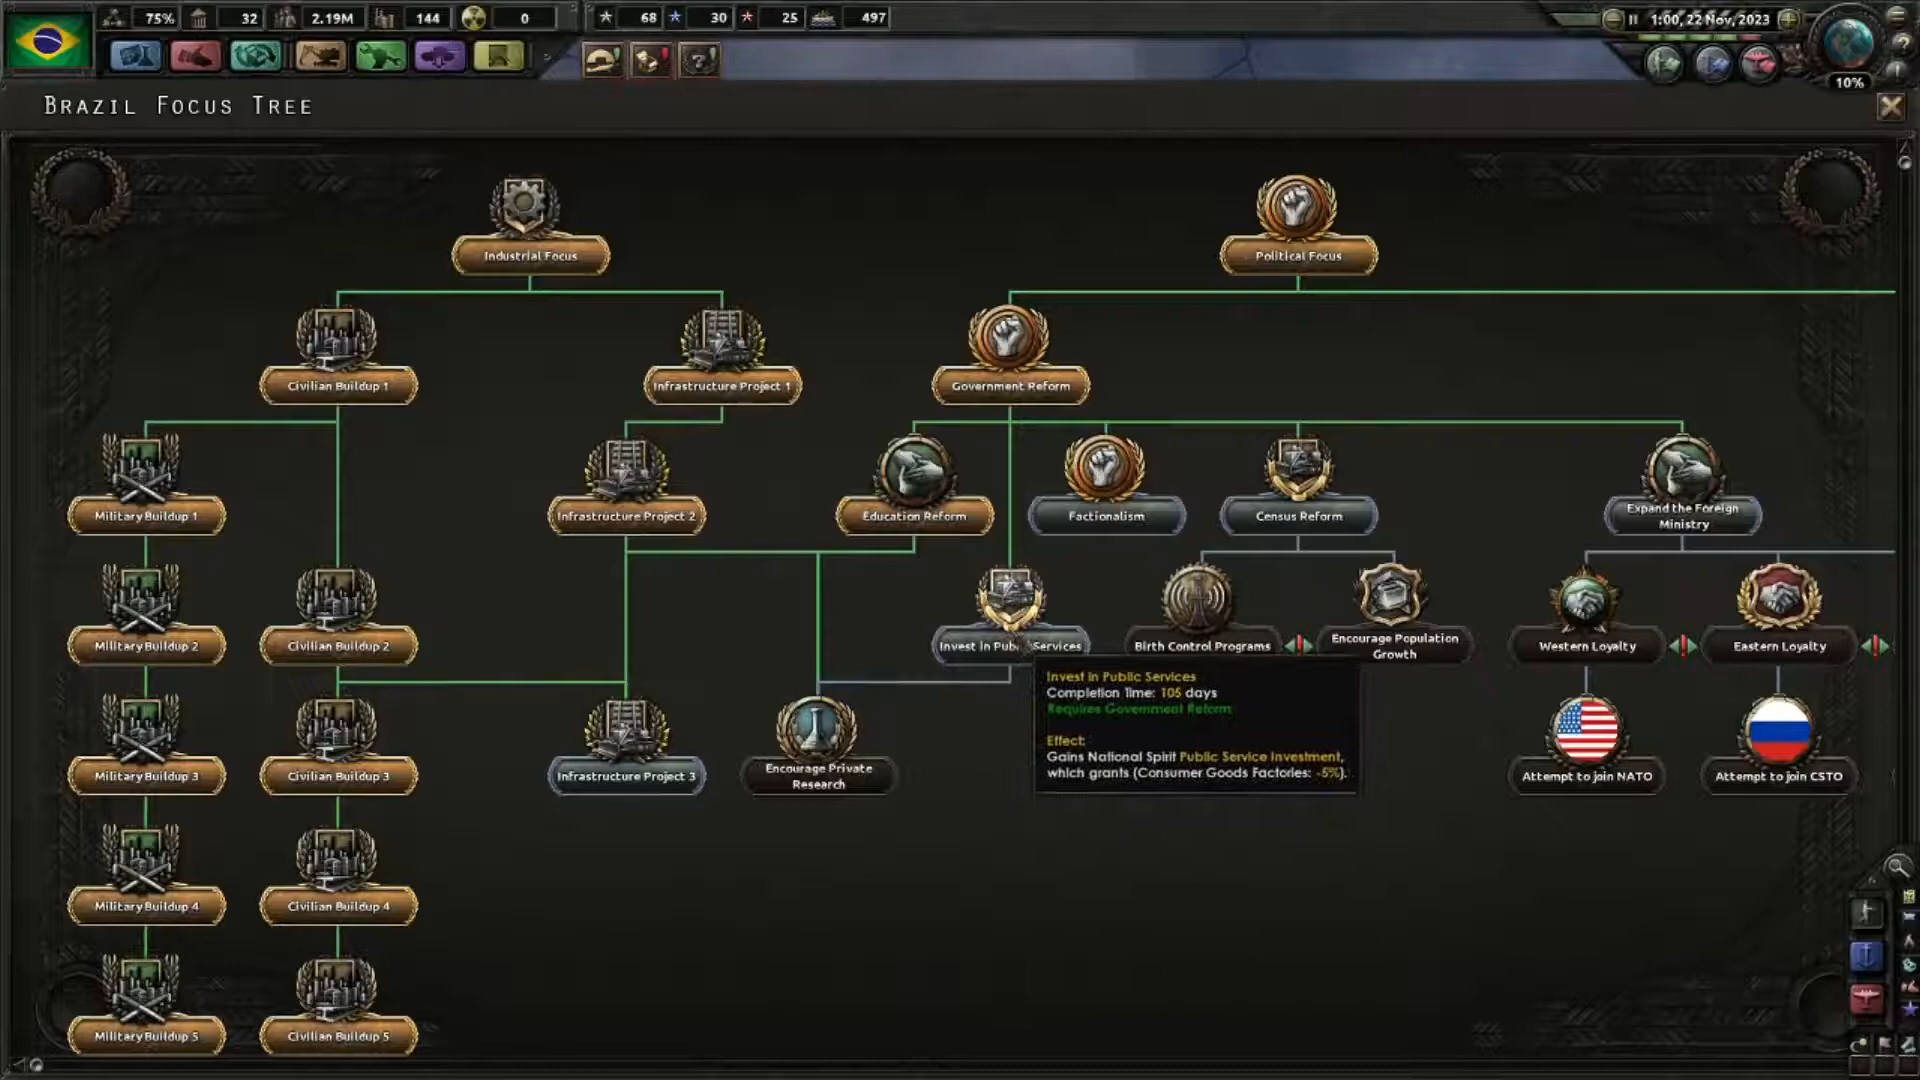 75%
32
2.19M
144
0
68
30
25
497
1:00, 22 Nov, 2023
10%
Brazil Focus Tree
Industrial Focus
Political Focus
Civilian Buildup 1
Infrastructure Project 1
Government Reform
Military Buildup 1
Infrastructure Project 2
Education Reform
Factionalism
Census Reform
Expand the Foreign
Ministry
Military Buildup 2
Civilian Buildup 2
Invest in Public Services
Birth Control Programs
Encourage Population
Growth
Western Loyalty
Eastern Loyalty
Invest in Public Services
Completion Time: 105 days
Requires Government Reform
Effect:
Gains National Spirit Public Service Investment,
which grants (Consumer Goods Factories: -5%).
Military Buildup 3
Civilian Buildup 3
Infrastructure Project 3
Encourage Private
Research
Attempt to join NATO
Attempt to join CSTO
Military Buildup 4
Civilian Buildup 4
Military Buildup 5
Civilian Buildup 5